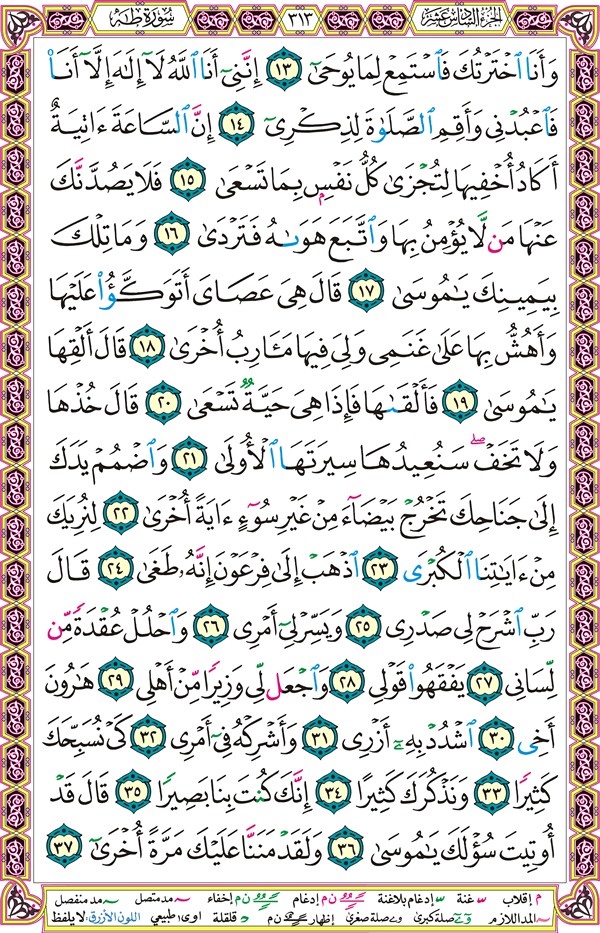 الجزء السادس عشر ٣١٣ سورة طه
وَأَنَا ٱخۡتَرۡتُكَ فَٱسۡتَمِعۡ لِمَا يُوحَىٰٓ ١٣ إِنَّنِىٓ أَنَا ٱللَّهُ لَآ إِلَٰهَ إِلَّآ أَنَا۠
فَٱعۡبُدۡنِى وَأَقِمِ ٱلصَّلَوٰةَ لِذِكۡرِىٓ ١٤ إِنَّ ٱلسَّاعَةَ ءَاتِيَةٌ
أَكَادُ أُخۡفِيهَا لِتُجۡزَىٰ كُلُّ نَفۡسِۭ بِمَا تَسۡعَىٰ ١٥ فَلَا يَصُدَّنَّكَ
عَنۡهَا مَن لَّا يُؤۡمِنُ بِهَا وَٱتَّبَعَ هَوَىٰهُ فَتَرۡدَىٰ ١٦ وَمَا تِلۡكَ
بِيَمِينِكَ يَٰمُوسَىٰ ١٧ قَالَ هِىَ عَصَاىَ أَتَوَكَّؤُاْ عَلَيۡهَا
وَأَهُشُّ بِهَا عَلَىٰ غَنَمِى وَلِىَ فِيهَا مَـَٔارِبُ أُخۡرَىٰ ١٨ قَالَ أَلۡقِهَا
يَٰمُوسَىٰ ١٩ فَأَلۡقَىٰهَا فَإِذَا هِىَ حَيَّةٌ تَسۡعَىٰ ٢٠ قَالَ خُذۡهَا
وَلَا تَخَفۡۖ سَنُعِيدُهَا سِيرَتَهَا ٱلۡأُولَىٰ ٢١ وَٱضۡمُمۡ يَدَكَ
إِلَىٰ جَنَاحِكَ تَخۡرُجۡ بَيۡضَآءَ مِنۡ غَيۡرِ سُوٓءٍ ءَايَةً أُخۡرَىٰ ٢٢ لِنُرِيَكَ
مِنۡ ءَايَٰتِنَا ٱلۡكُبۡرَى ٢٣ ٱذۡهَبۡ إِلَىٰ فِرۡعَوۡنَ إِنَّهُۥ طَغَىٰ ٢٤ قَالَ
رَبِّ ٱشۡرَحۡ لِى صَدۡرِى ٢٥ وَيَسِّرۡ لِىٓ أَمۡرِى ٢٦ وَٱحۡلُلۡ عُقۡدَةً مِّن
لِّسَانِى ٢٧ يَفۡقَهُواْ قَوۡلِى ٢٨ وَٱجۡعَل لِّى وَزِيرًا مِّنۡ أَهۡلِى ٢٩ هَٰرُونَ
أَخِى ٣٠ ٱشۡدُدۡ بِهِۦٓ أَزۡرِى ٣١ وَأَشۡرِكۡهُ فِىٓ أَمۡرِى ٣٢ كَىۡ نُسَبِّحَكَ
كَثِيرًا ٣٣ وَنَذۡكُرَكَ كَثِيرًا ٣٤ إِنَّكَ كُنتَ بِنَا بَصِيرًا ٣٥ قَالَ قَدۡ
أُوتِيتَ سُؤۡلَكَ يَٰمُوسَىٰ ٣٦ وَلَقَدۡ مَنَنَّا عَلَيۡكَ مَرَّةً أُخۡرَىٰٓ ٣٧
م إقلاب غنة إدغام بلاغنة ن م إدغام ن م إخفاء مد متصل مد منفصل
المد اللازم صلة كبرى صلة صغرى إظهار ن م قلقلة اوى طبيعي اللون الأزرق: لا يلفظ